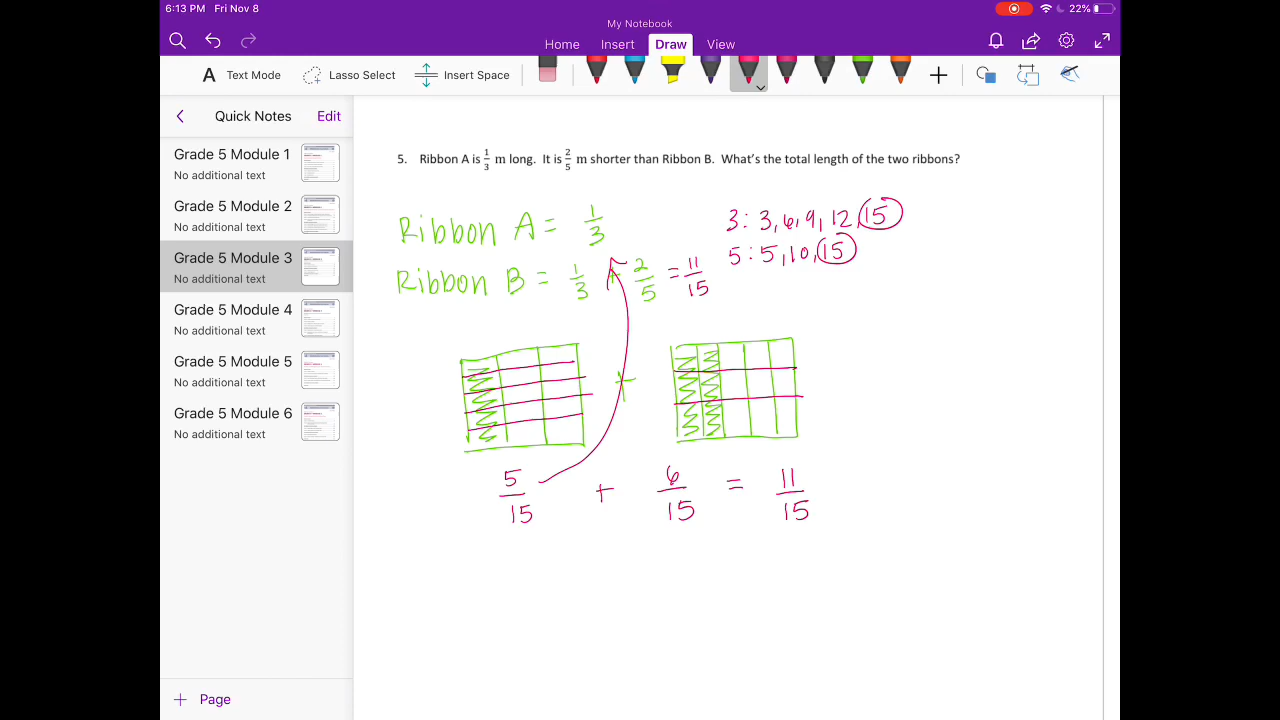 6:13 PM Fri Nov 8
22%
My Notebook
Home Insert Draw View
Text Mode Lasso Select Insert Space
Quick Notes Edit
Grade 5 Module 1
No additional text
Grade 5 Module 2
No additional text
Grade 5 Module 3
No additional text
Grade 5 Module 4
No additional text
Grade 5 Module 5
No additional text
Grade 5 Module 6
No additional text
+ Page
5. Ribbon A is 1/3 m long. It is 2/5 m shorter than Ribbon B. What's the total length of the two ribbons?
Ribbon A = 1/3
3: 3, 6, 9, 12, 15
5: 5, 10, 15
Ribbon B = 1/3 + 2/5 = 11/15
+
5/15 + 6/15 = 11/15